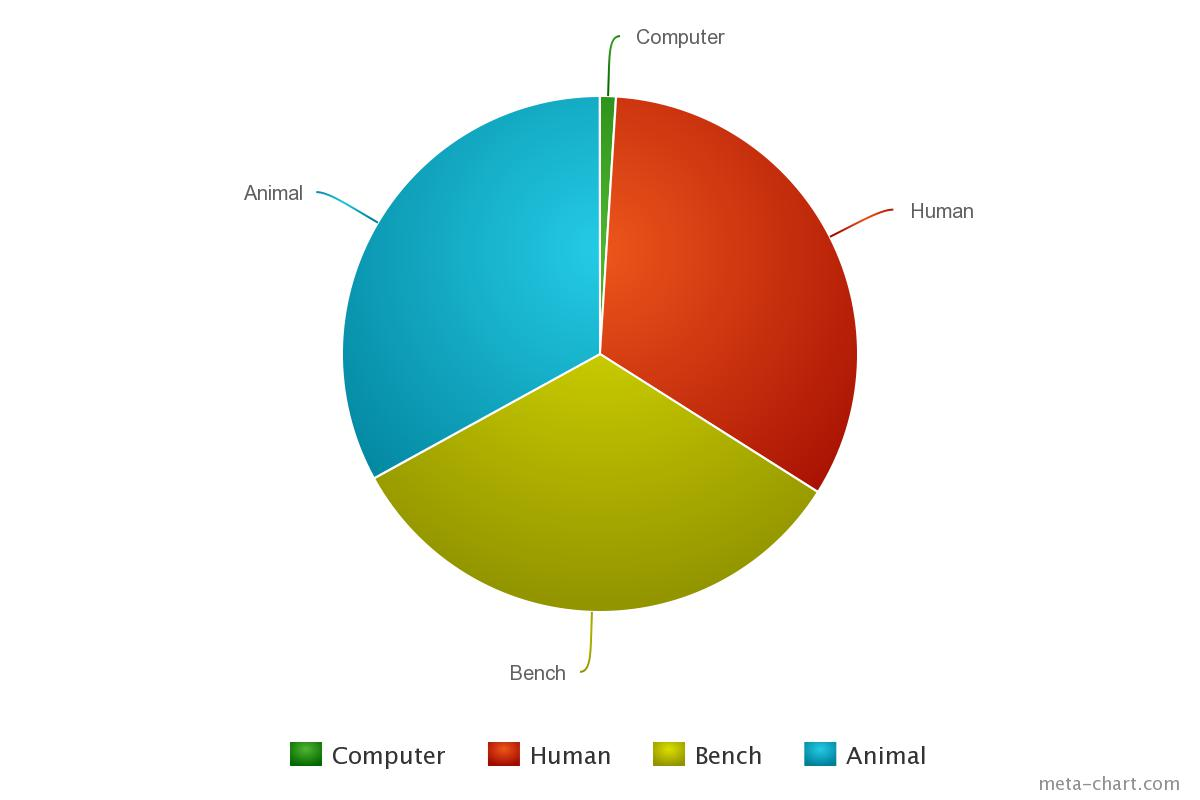 Computer
Animal
Human
Bench
Computer Human Bench Animal
meta-chart.com